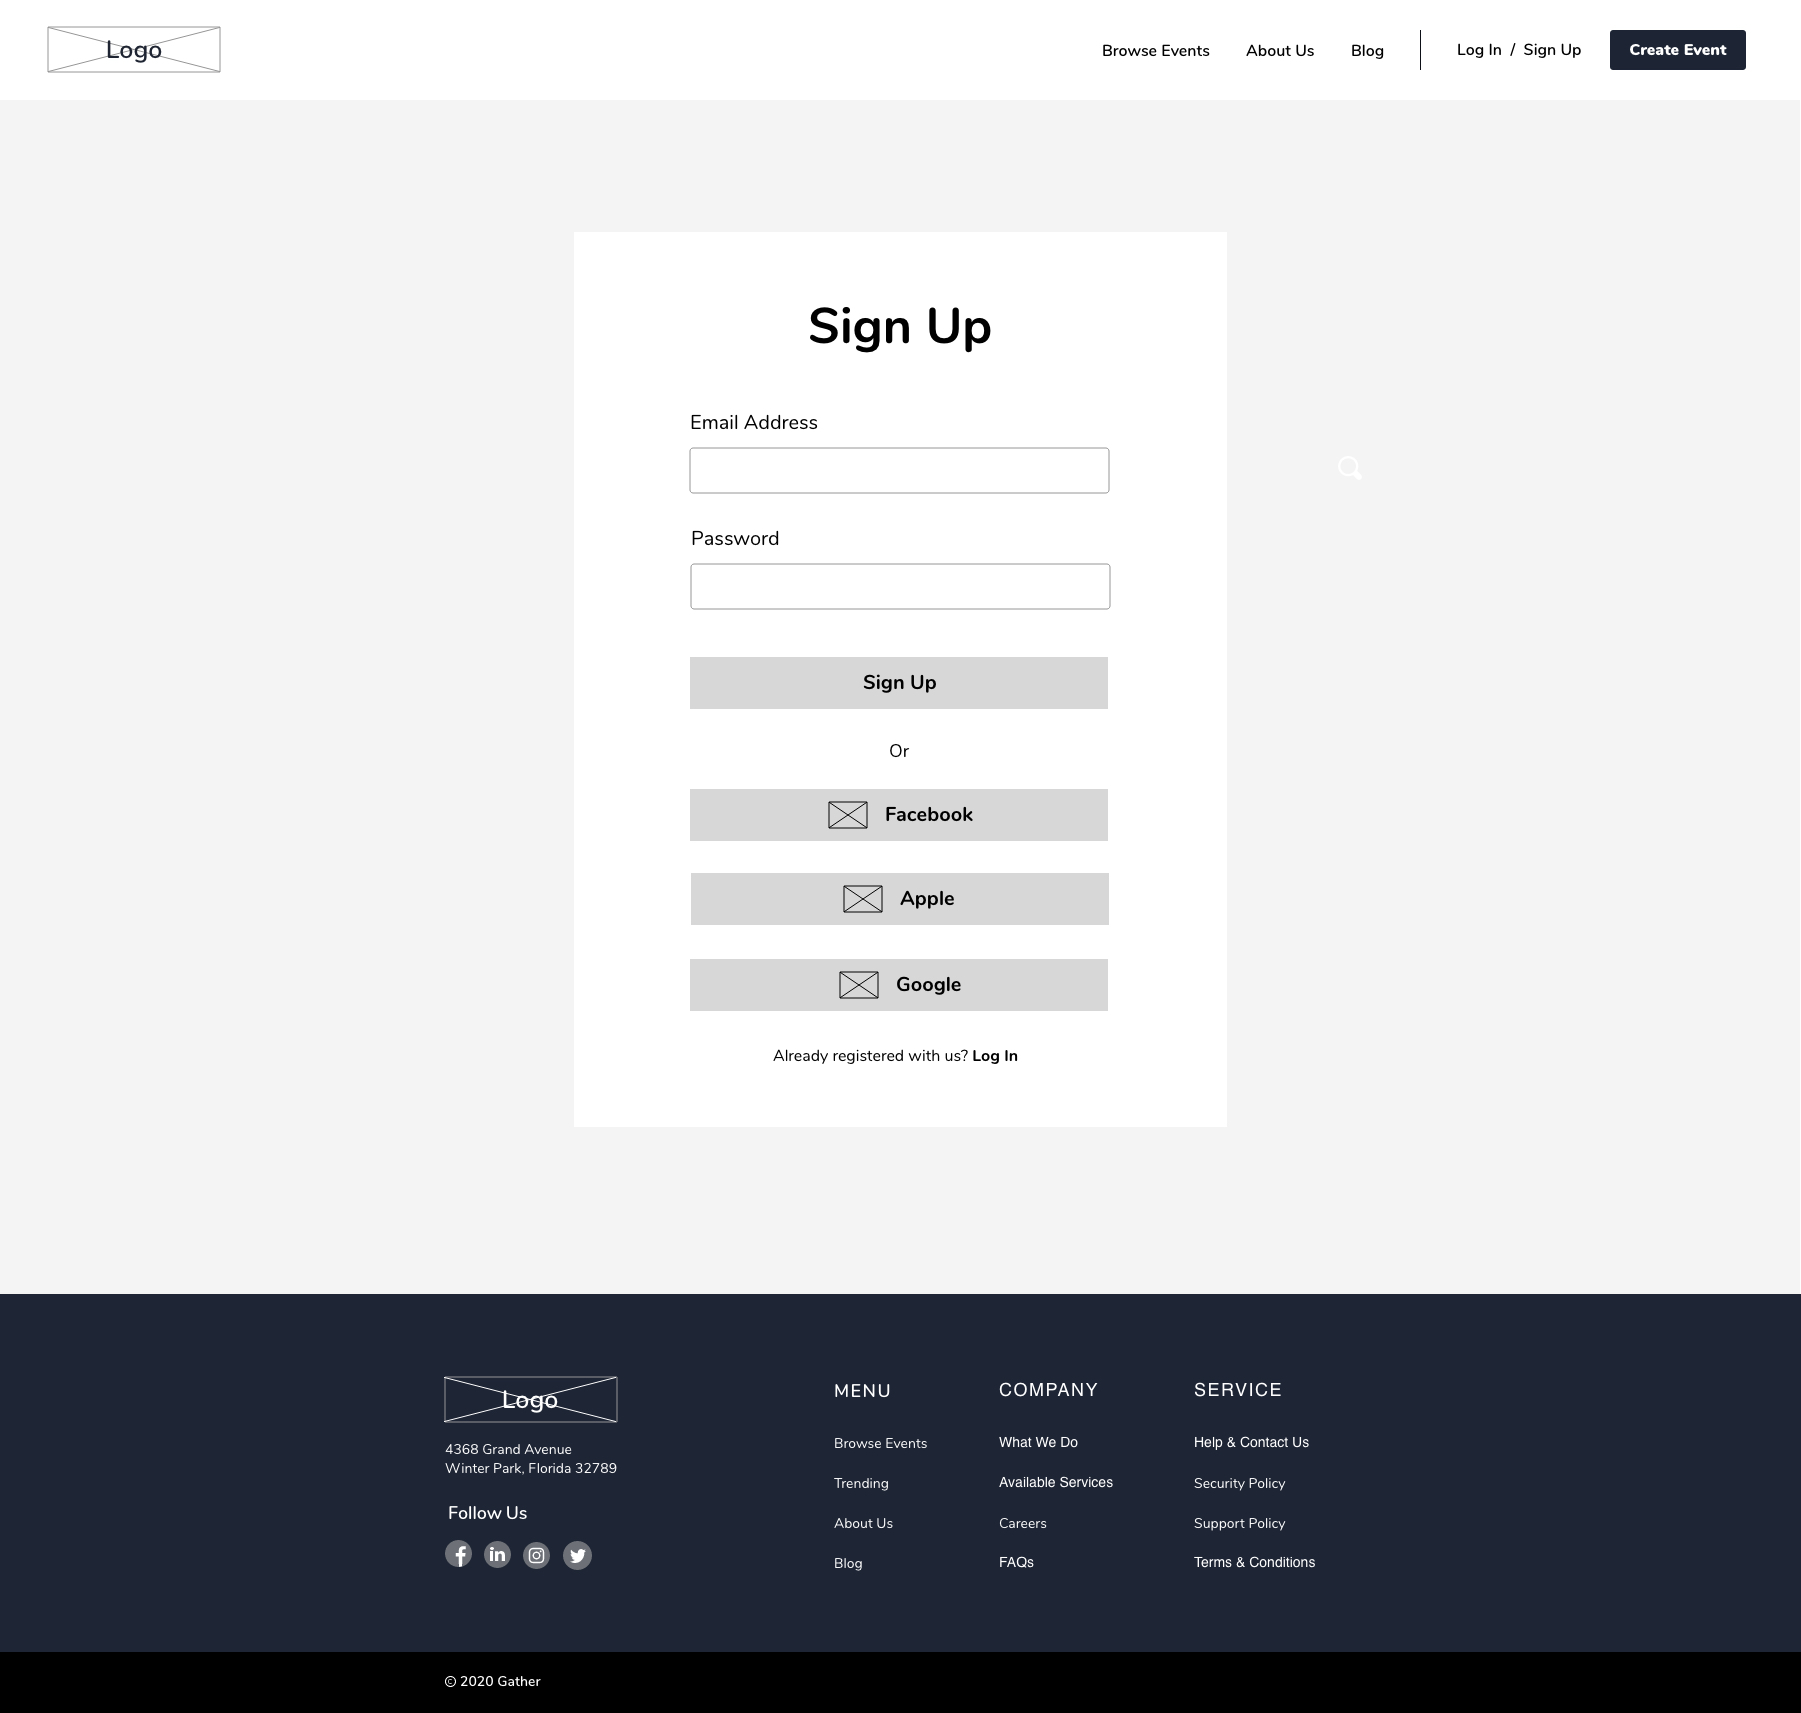 Logo
Browse Events
About Us
Blog
Log In / Sign Up
Create Event
Sign Up
Email Address
Password
Sign Up
Or
Facebook
Apple
Google
Already registered with us? Log In
Logo
4368 Grand Avenue
Winter Park, Florida 32789
Follow Us
MENU
Browse Events
Trending
About Us
Blog
COMPANY
What We Do
Available Services
Careers
FAQs
SERVICE
Help & Contact Us
Security Policy
Support Policy
Terms & Conditions
© 2020 Gather